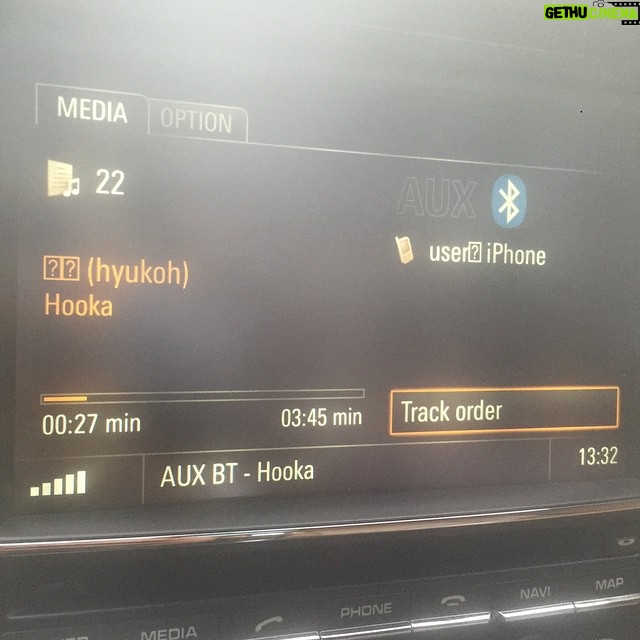 GETHUCINEMA
MEDIA
OPTION
22
AUX
user⍰ iPhone
⍰⍰ (hyukoh)
Hooka
00:27 min
03:45 min
Track order
AUX BT - Hooka
13:32
MEDIA
PHONE
NAVI
MAP